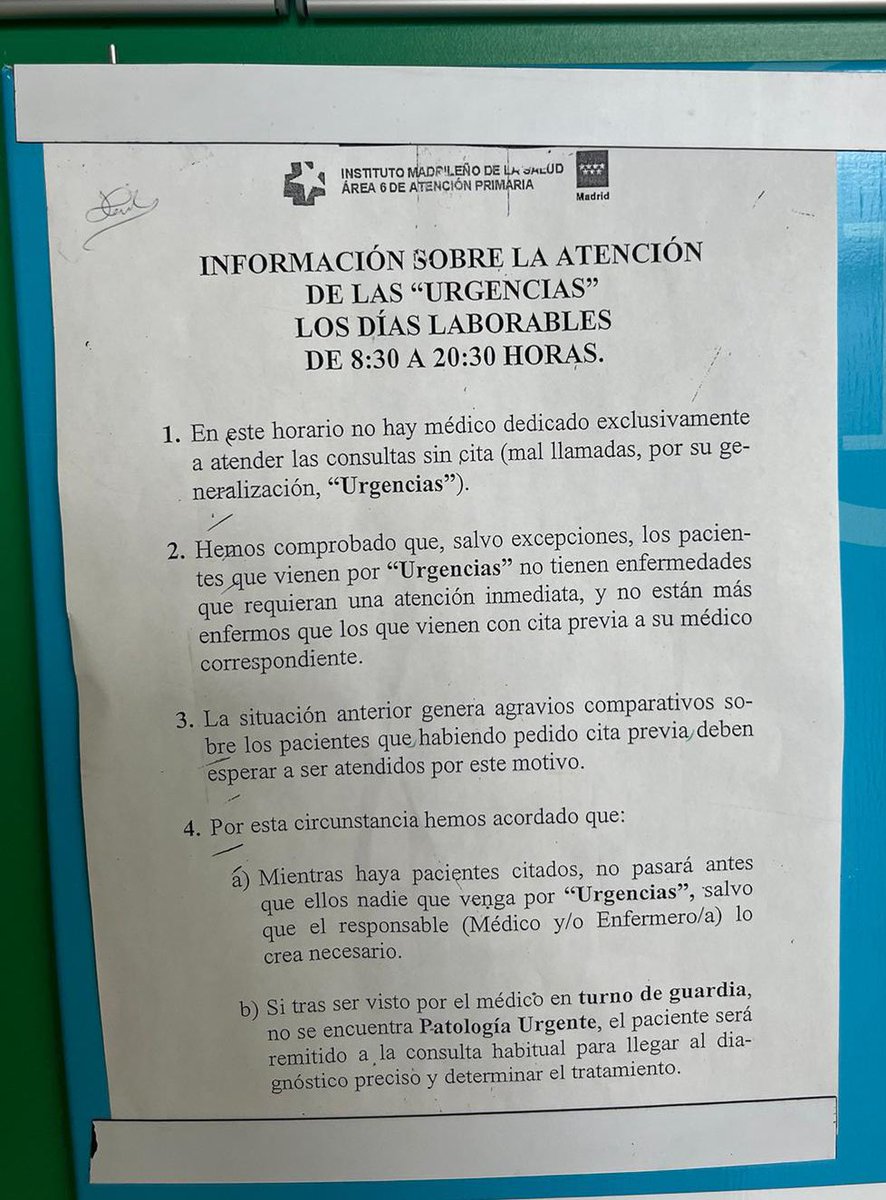 INSTITUTO MADRILEÑO DE LA SALUD
ÁREA 6 DE ATENCIÓN PRIMARIA
Madrid
INFORMACIÓN SOBRE LA ATENCIÓN
DE LAS “URGENCIAS”
LOS DÍAS LABORABLES
DE 8:30 A 20:30 HORAS.
1. En este horario no hay médico dedicado exclusivamente
a atender las consultas sin cita (mal llamadas, por su ge-
neralización, “Urgencias”).
2. Hemos comprobado que, salvo excepciones, los pacien-
tes que vienen por “Urgencias” no tienen enfermedades
que requieran una atención inmediata, y no están más
enfermos que los que vienen con cita previa a su médico
correspondiente.
3. La situación anterior genera agravios comparativos so-
bre los pacientes que, habiendo pedido cita previa, deben
esperar a ser atendidos por este motivo.
4. Por esta circunstancia hemos acordado que:
a) Mientras haya pacientes citados, no pasará antes
que ellos nadie que venga por “Urgencias”, salvo
que el responsable (Médico y/o Enfermero/a) lo
crea necesario.
b) Si tras ser visto por el médico en turno de guardia,
no se encuentra Patología Urgente, el paciente será
remitido a la consulta habitual para llegar al dia-
gnóstico preciso y determinar el tratamiento.